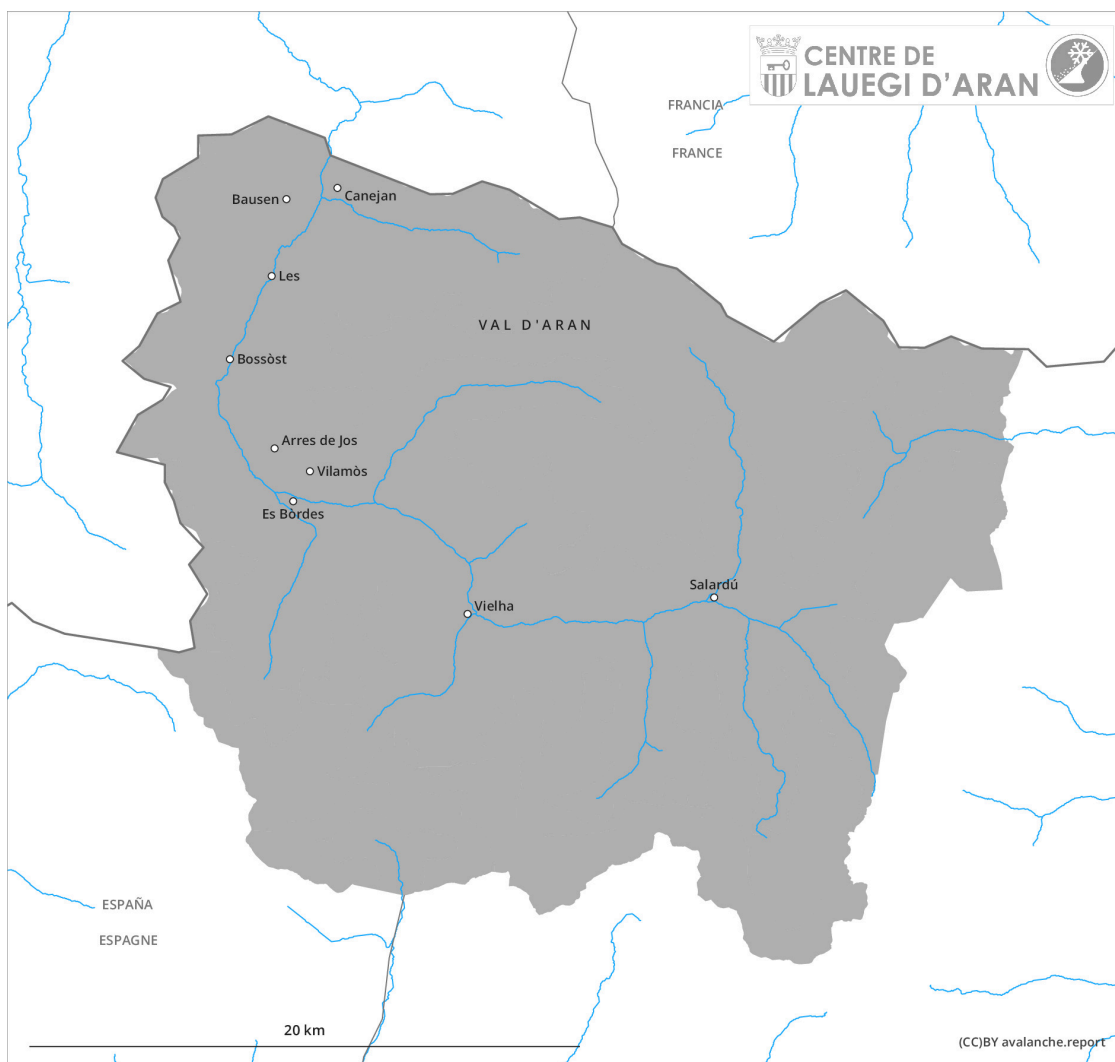 CENTRE DE
LAUEGI D'ARAN
FRANCIA
FRANCE
Bausen
Canejan
Les
VAL D'ARAN
Bossòst
Arres de Jos
Vilamòs
Es Bòrdes
Salardú
Vielha
ESPAÑA
ESPAGNE
20 km
(CC)BY avalanche.report